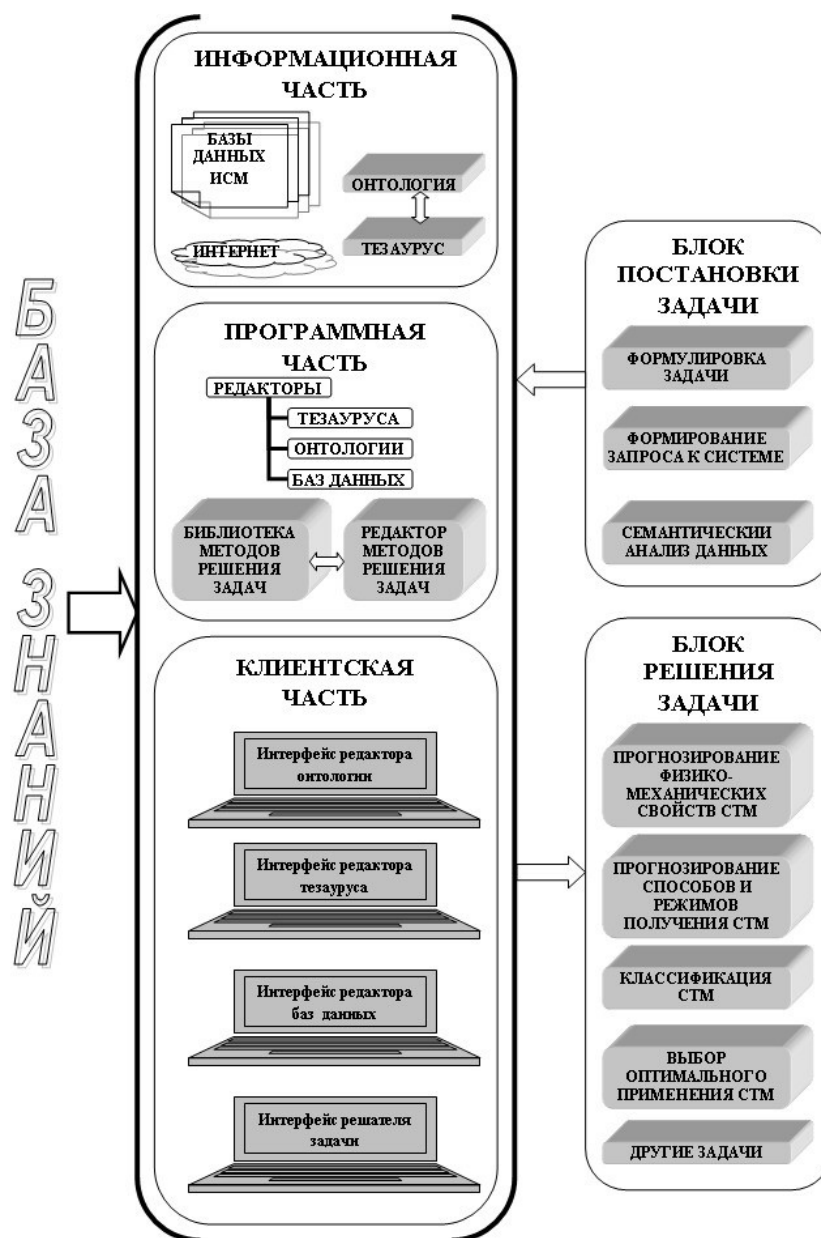 БАЗА ЗНАНИЙ
ИНФОРМАЦИОННАЯ
ЧАСТЬ
БАЗЫ
ДАННЫХ
ИСМ
ОНТОЛОГИЯ
ИНТЕРНЕТ
ТЕЗАУРУС
ПРОГРАММНАЯ
ЧАСТЬ
РЕДАКТОРЫ
ТЕЗАУРУСА
ОНТОЛОГИИ
БАЗ ДАННЫХ
БИБЛИОТЕКА
МЕТОДОВ
РЕШЕНИЯ
ЗАДАЧ
РЕДАКТОР
МЕТОДОВ
РЕШЕНИЯ
ЗАДАЧ
КЛИЕНТСКАЯ
ЧАСТЬ
Интерфейс редактора
онтологии
Интерфейс редактора
тезауруса
Интерфейс редактора
баз данных
Интерфейс решателя
задачи
БЛОК
ПОСТАНОВКИ
ЗАДАЧИ
ФОРМУЛИРОВКА
ЗАДАЧИ
ФОРМИРОВАНИЕ
ЗАПРОСА К СИСТЕМЕ
СЕМАНТИЧЕСКИЙ
АНАЛИЗ ДАННЫХ
БЛОК
РЕШЕНИЯ
ЗАДАЧИ
ПРОГНОЗИРОВАНИЕ
ФИЗИКО-
МЕХАНИЧЕСКИХ
СВОЙСТВ СТМ
ПРОГНОЗИРОВАНИЕ
СПОСОБОВ И
РЕЖИМОВ
ПОЛУЧЕНИЯ СТМ
КЛАССИФИКАЦИЯ
СТМ
ВЫБОР
ОПТИМАЛЬНОГО
ПРИМЕНЕНИЯ СТМ
ДРУГИЕ ЗАДАЧИ